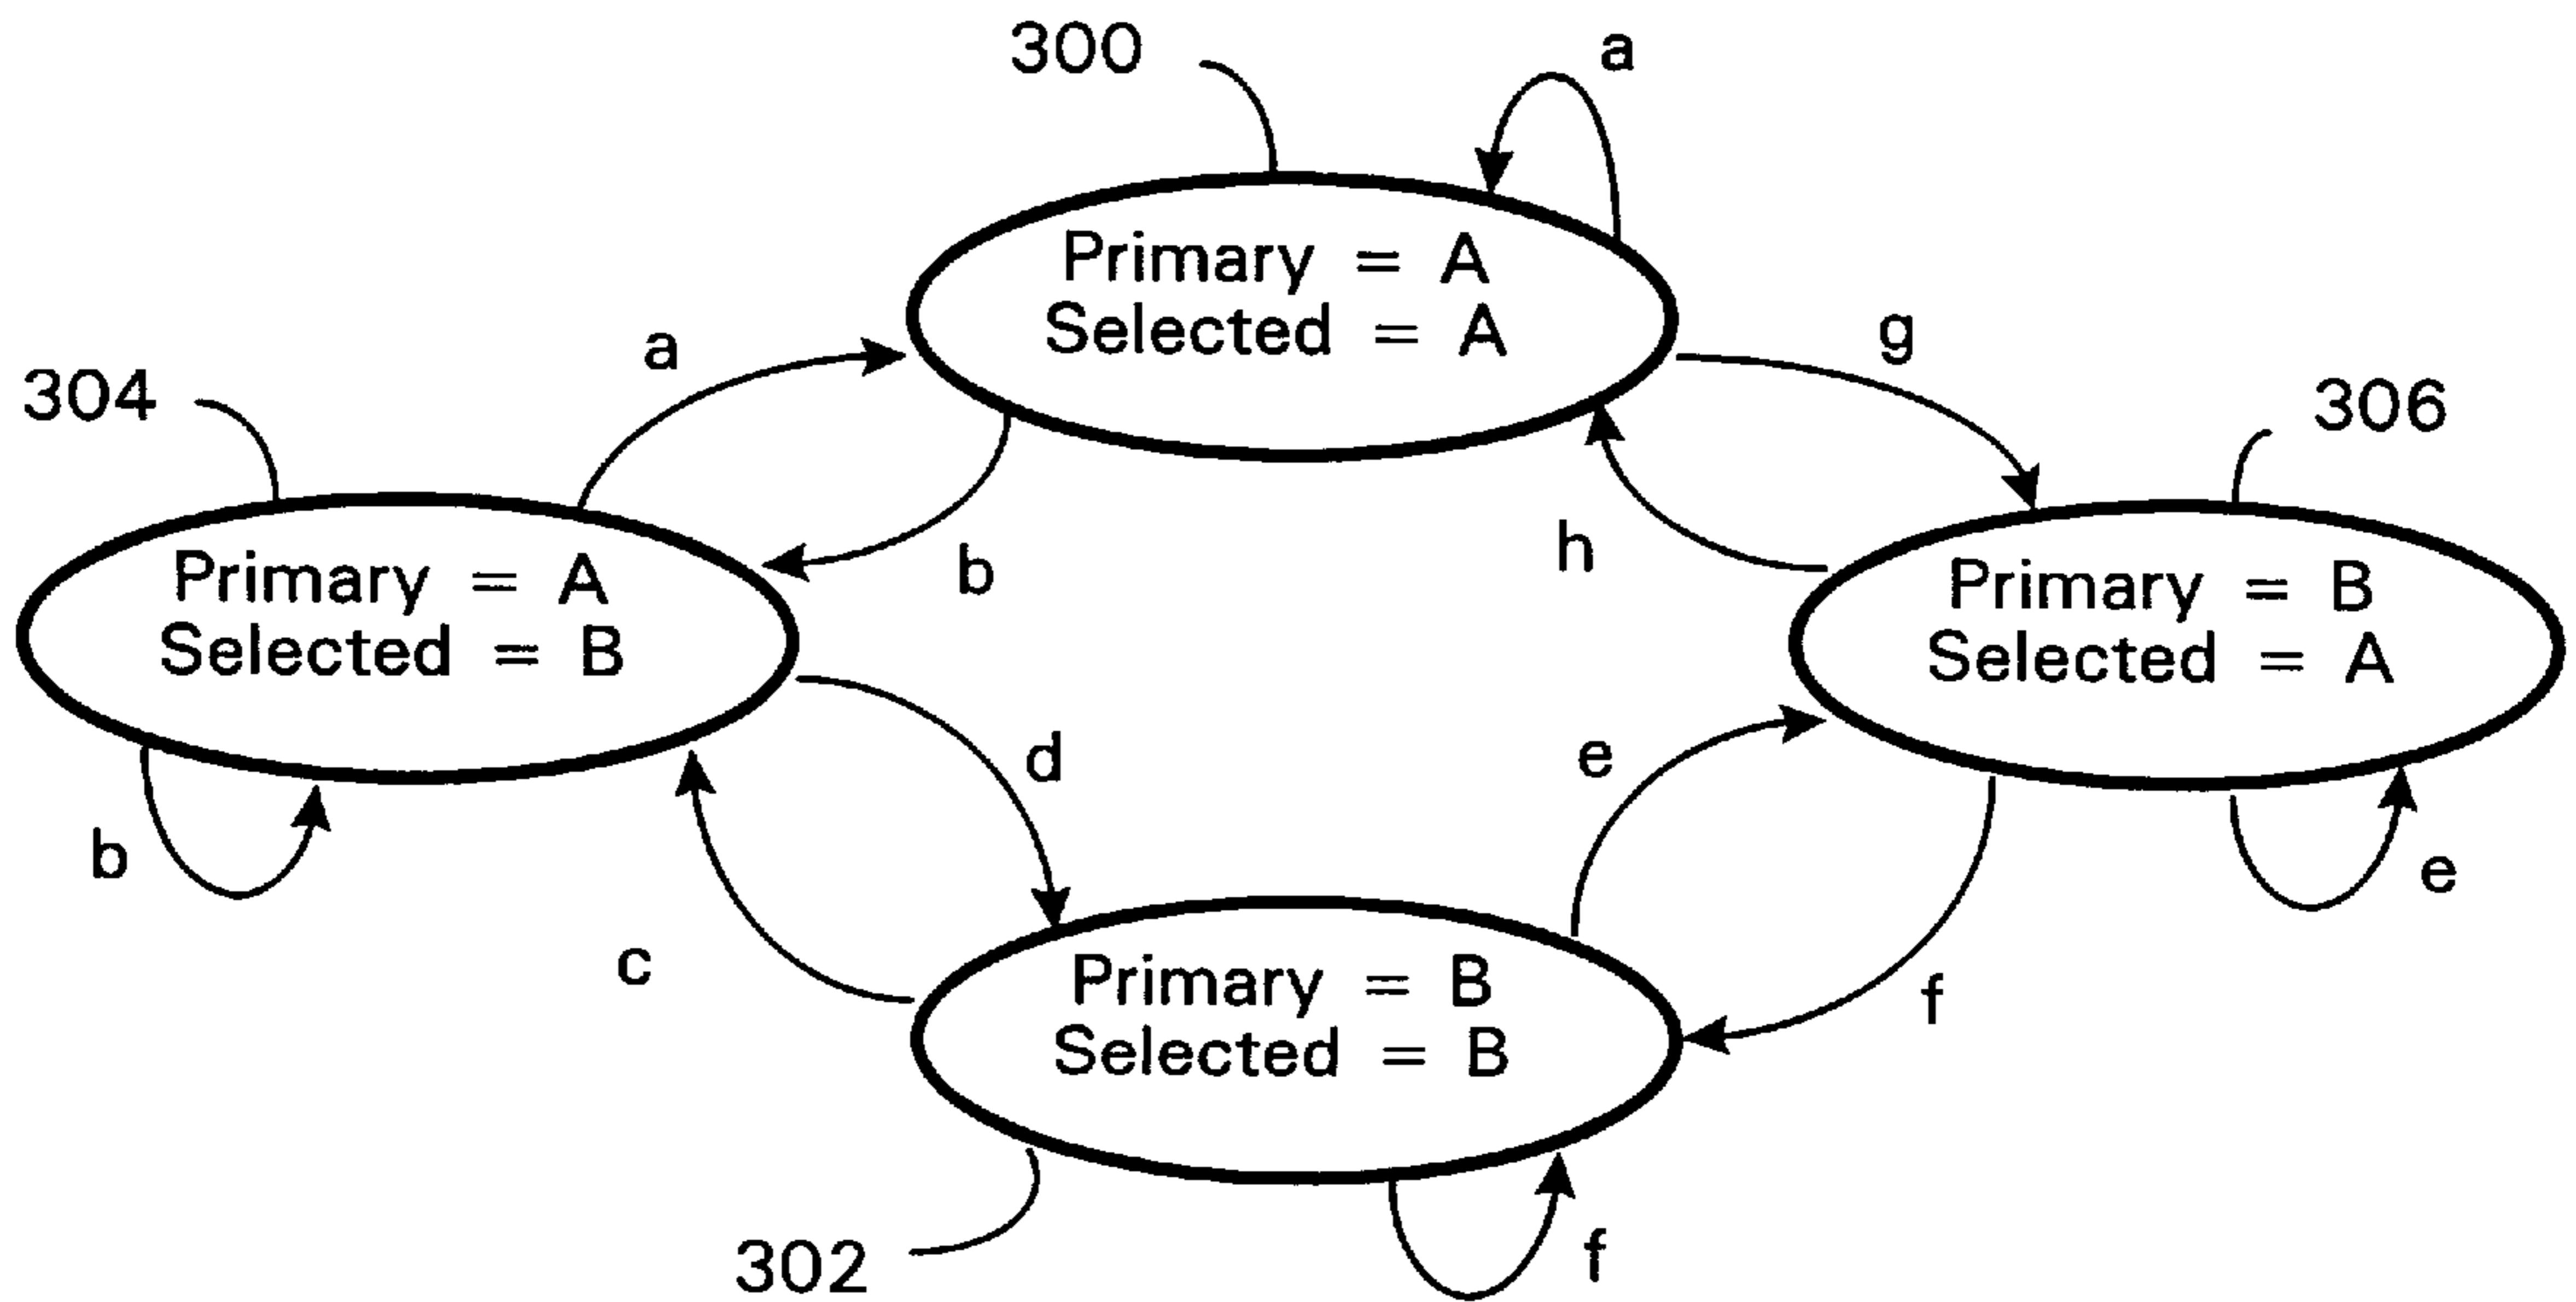 300
a
Primary = A
Selected = A
a
g
304
306
b
h
Primary = A
Selected = B
Primary = B
Selected = A
d
e
b
e
c
f
Primary = B
Selected = B
302
f